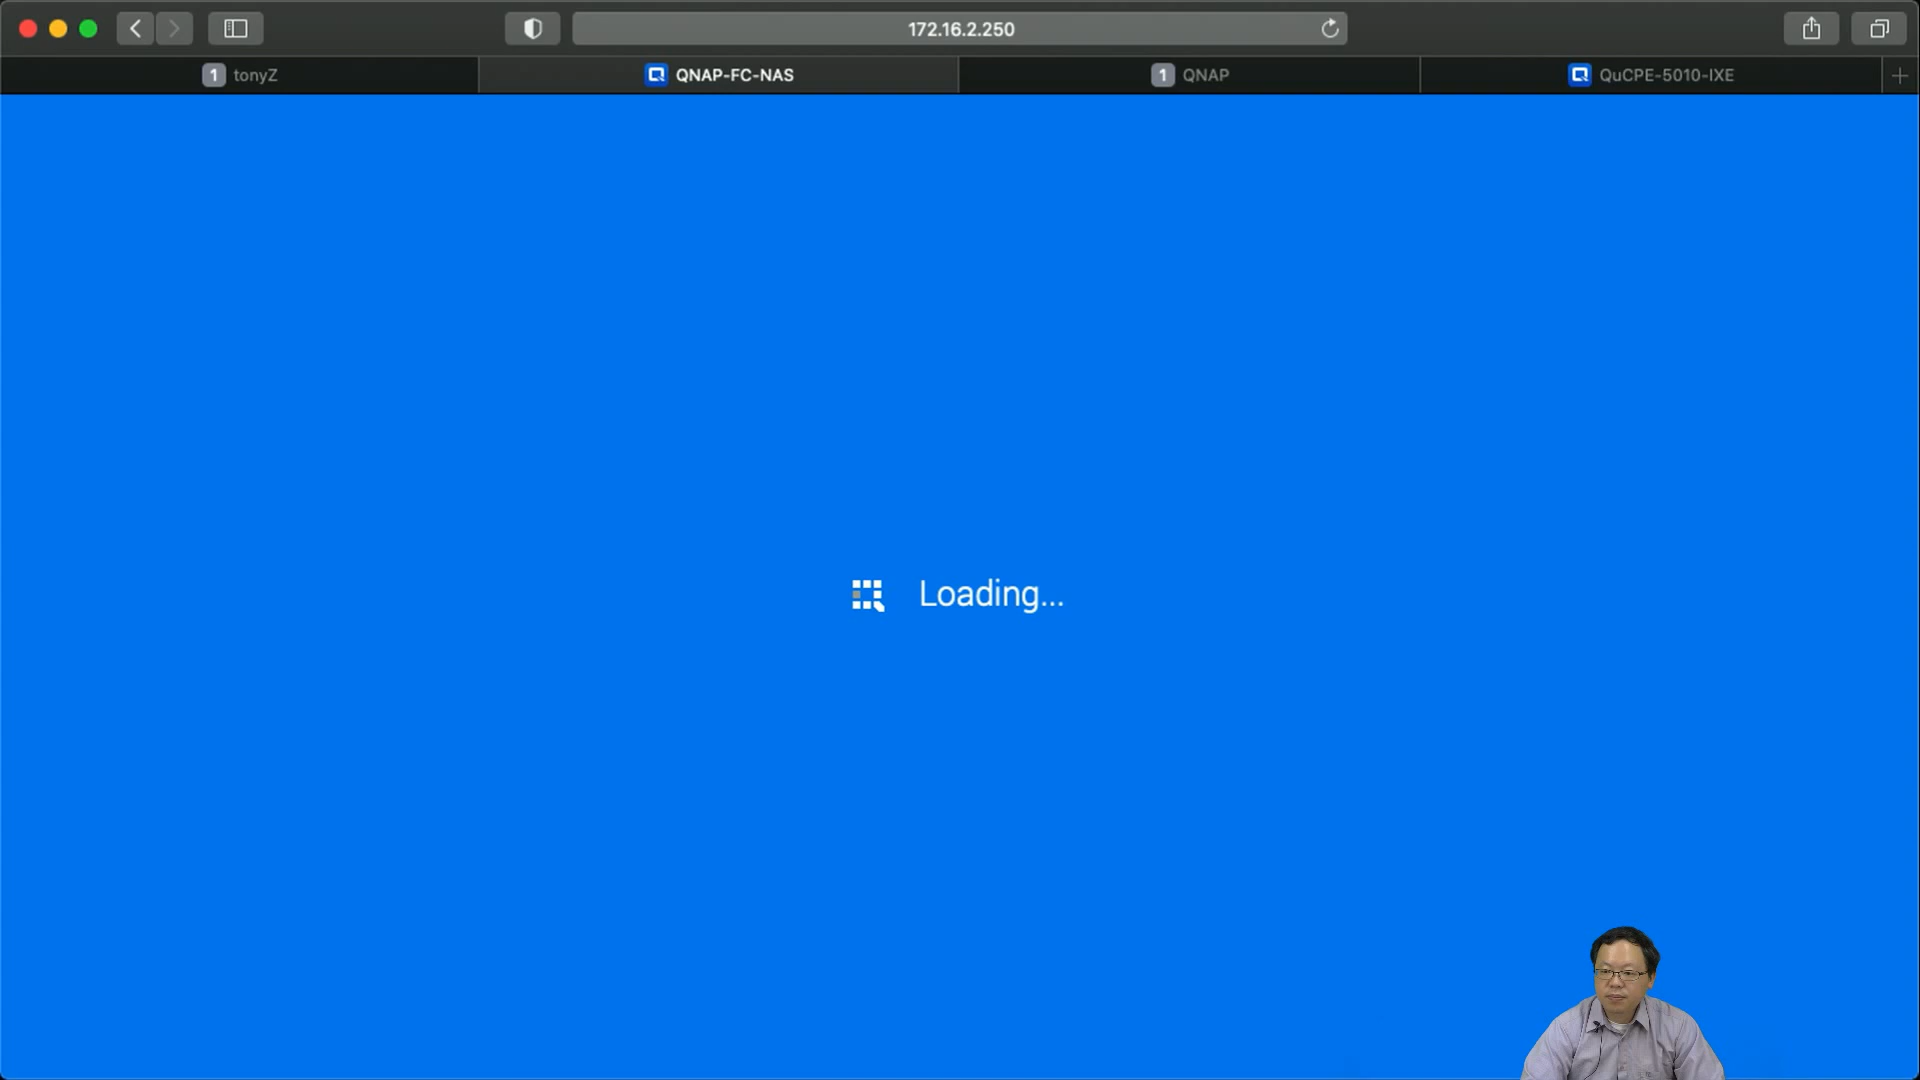 172.16.2.250
1 tonyZ
QNAP-FC-NAS
1 QNAP
QuCPE-5010-IXE
Loading...